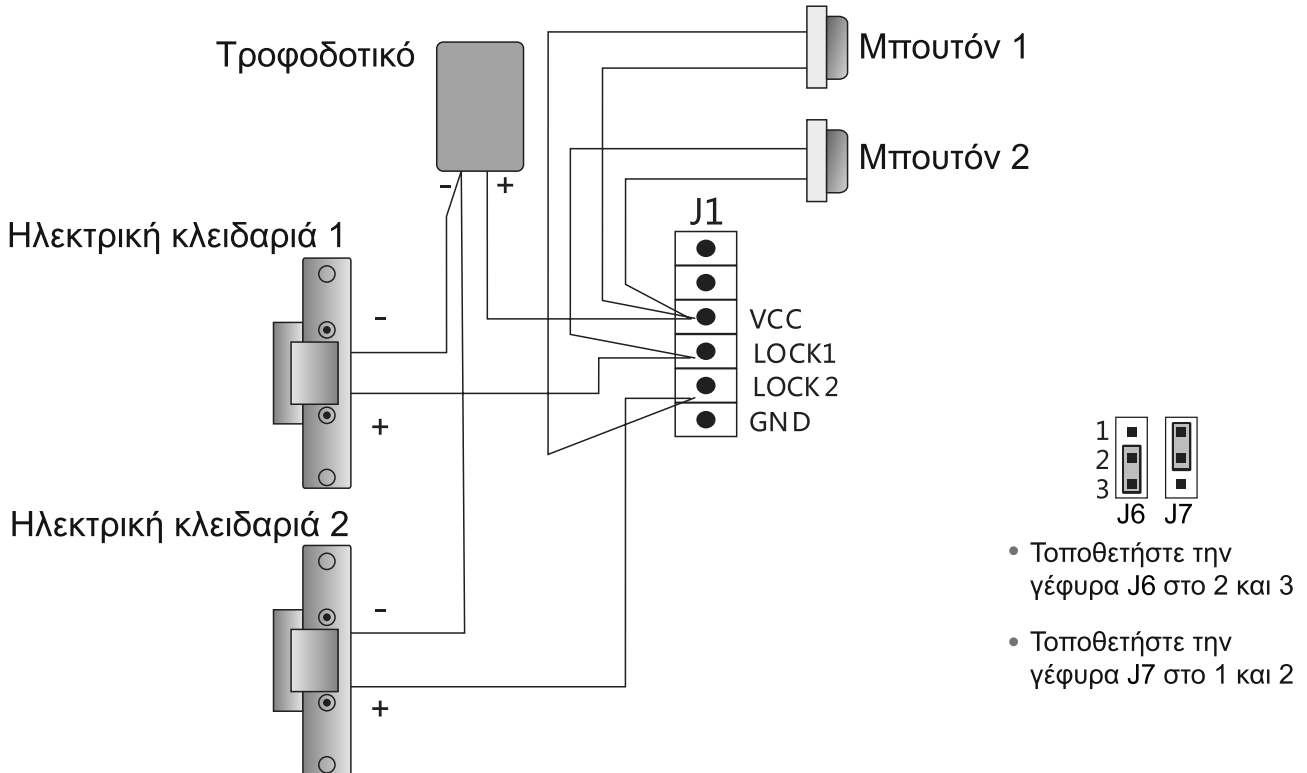 Τροφοδοτικό
Μπουτόν 1
Μπουτόν 2
- +
J1
Ηλεκτρική κλειδαριά 1
-
+
VCC
LOCK1
LOCK2
GND
1
2
3
J6 J7
Ηλεκτρική κλειδαριά 2
-
+
• Τοποθετήστε την
γέφυρα J6 στο 2 και 3
• Τοποθετήστε την
γέφυρα J7 στο 1 και 2